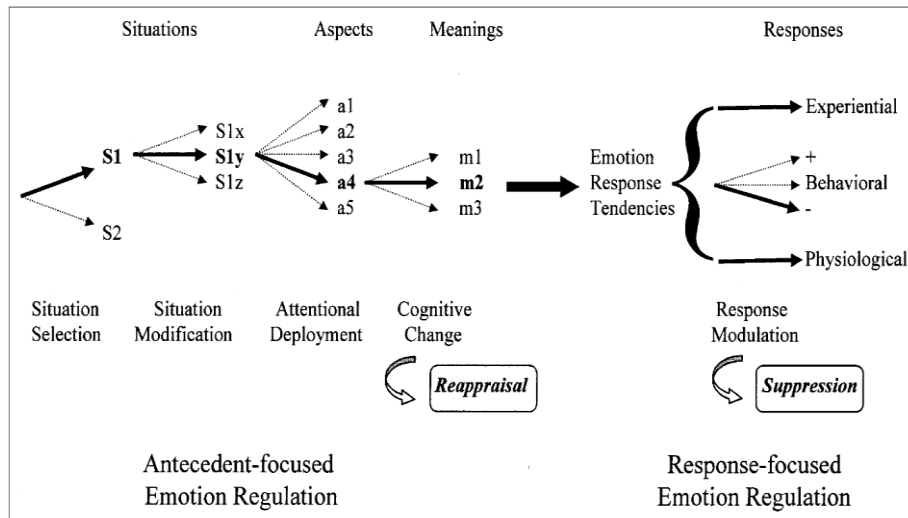 Situations
Aspects
Meanings
Responses
S1
S2
S1x
S1y
S1z
a1
a2
a3
a4
a5
m1
m2
m3
Emotion
Response
Tendencies
Experiential
+
Behavioral
-
Physiological
Situation
Selection
Situation
Modification
Attentional
Deployment
Cognitive
Change
Response
Modulation
Reappraisal
Suppression
Antecedent-focused
Emotion Regulation
Response-focused
Emotion Regulation